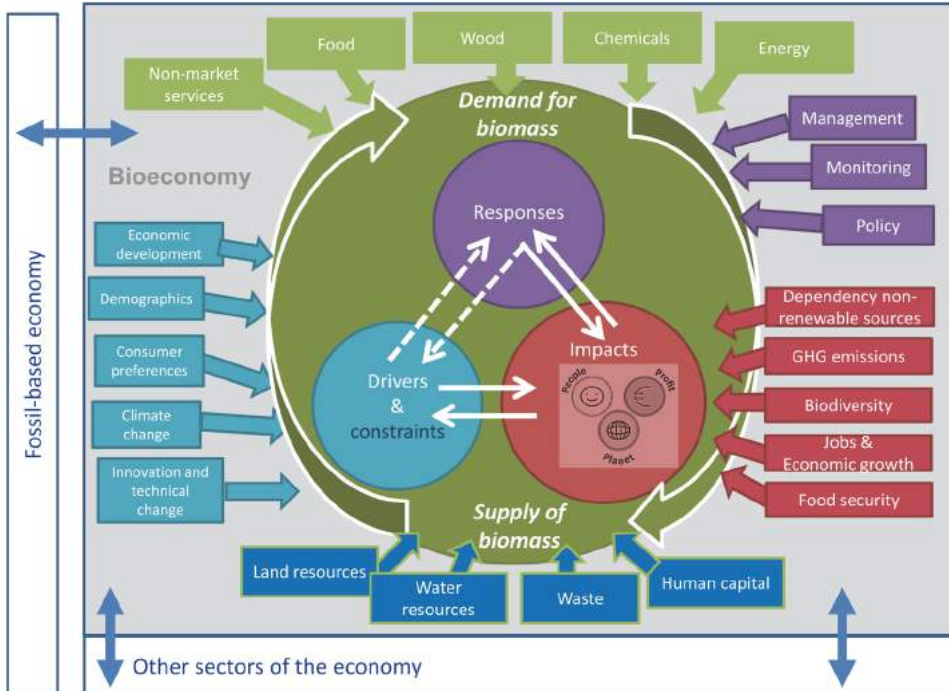 Fossil-based economy
Food
Wood
Chemicals
Energy
Non-market
services
Demand for
biomass
Management
Monitoring
Policy
Bioeconomy
Responses
Economic
development
Demographics
Consumer
preferences
Climate
change
Innovation and
technical
change
Drivers
&
constraints
Impacts
People
Profit
Planet
Dependency non-
renewable sources
GHG emissions
Biodiversity
Jobs &
Economic growth
Food security
Supply of
biomass
Land resources
Water
resources
Waste
Human capital
Other sectors of the economy